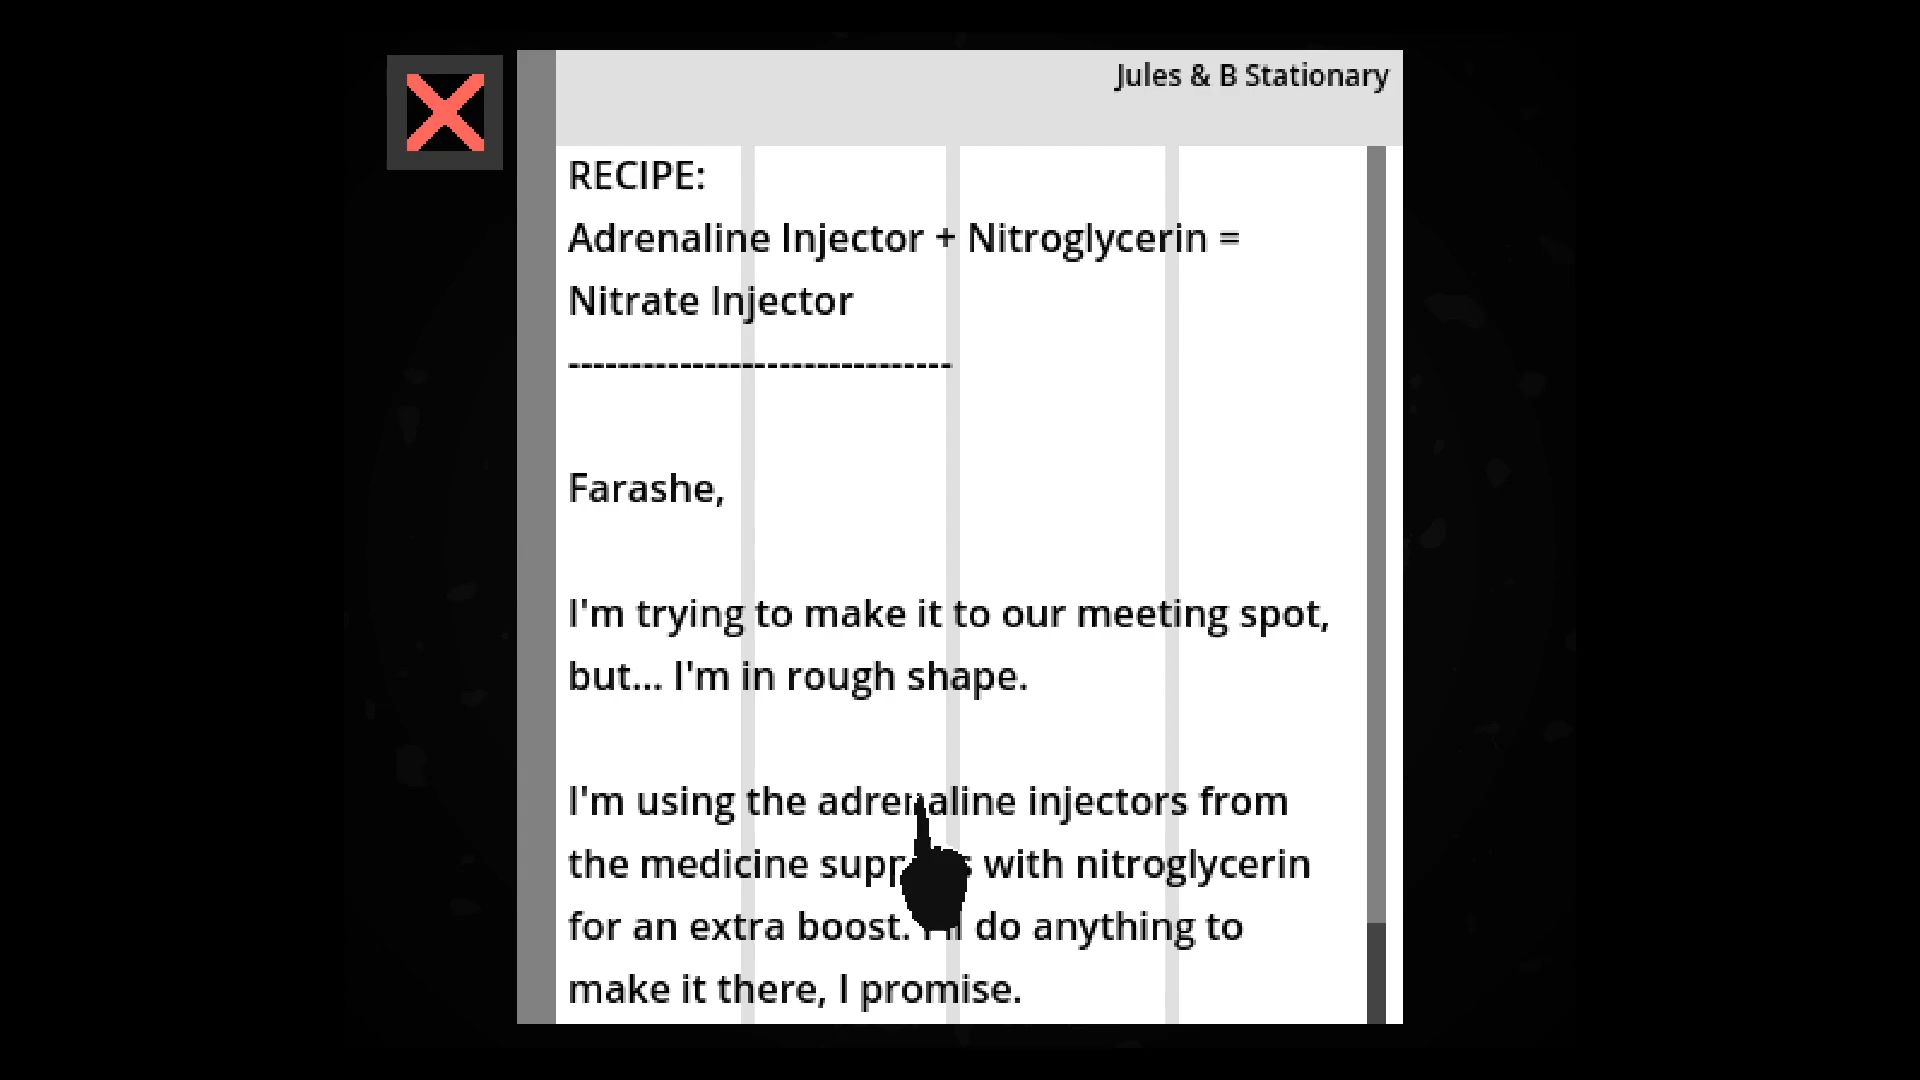 Jules & B Stationary
RECIPE:
Adrenaline Injector + Nitroglycerin =
Nitrate Injector
-------------------------------
Farashe,
I'm trying to make it to our meeting spot,
but... I'm in rough shape.
I'm using the adrenaline injectors from
the medicine with nitroglycerin
for an extra boost. do anything to
make it there, I promise.